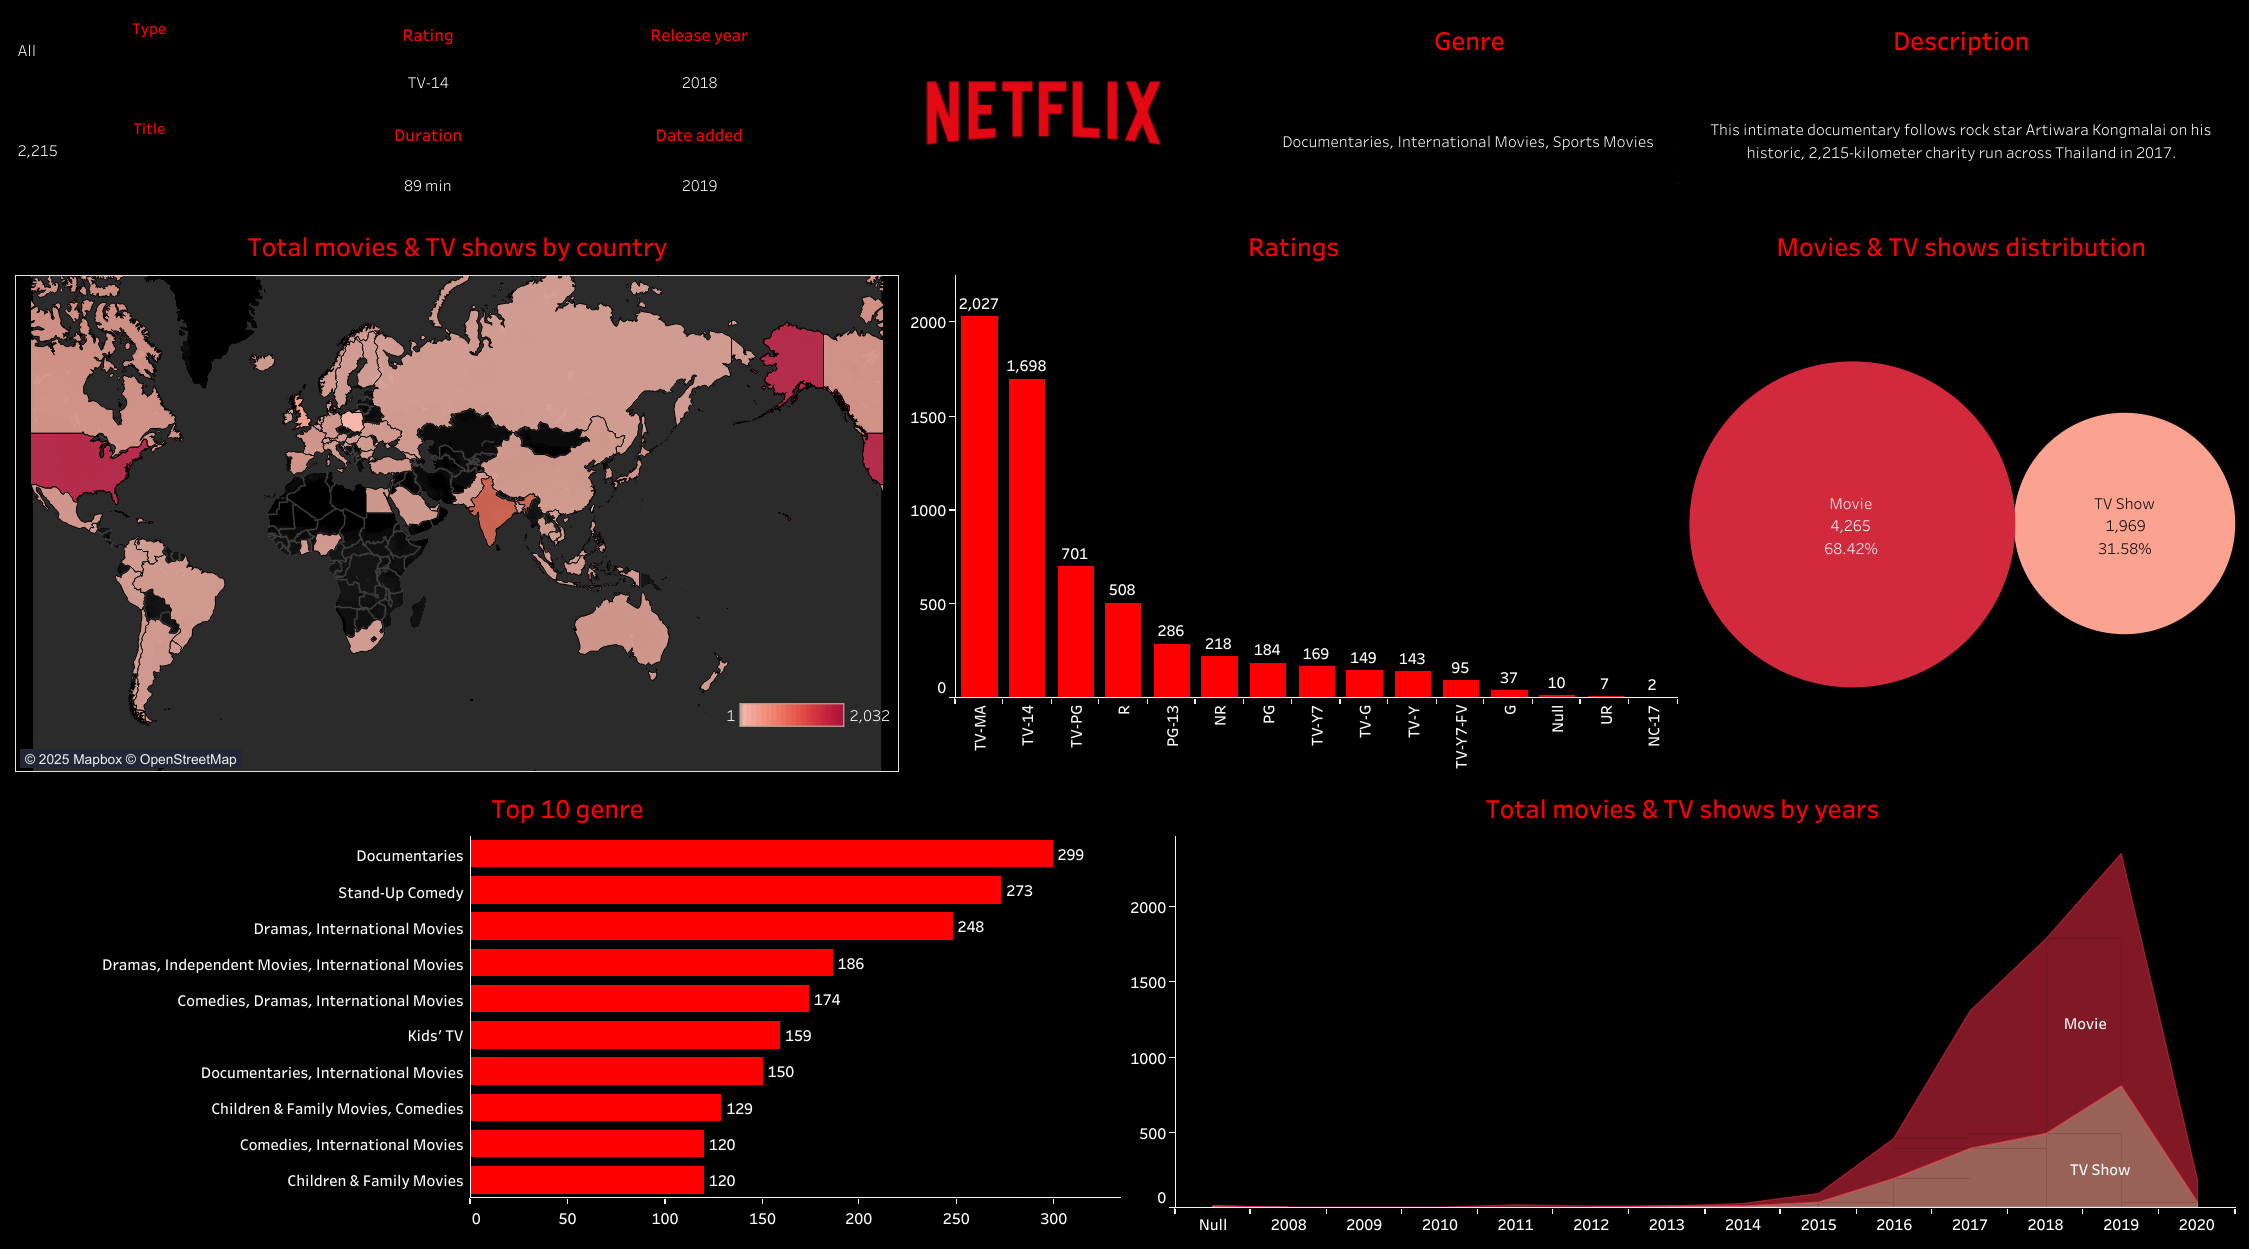 Type
All
Rating
TV-14
Release year
2018
Title
2,215
Duration
89 min
Date added
2019
NETFLIX
Genre
Documentaries, International Movies, Sports Movies
Description
This intimate documentary follows rock star Artiwara Kongmalai on his
historic, 2,215-kilometer charity run across Thailand in 2017.
Total movies & TV shows by country
1
2,032
© 2025 Mapbox © OpenStreetMap
Ratings
2000
1500
1000
500
0
2,027
1,698
701
508
286
218
184
169
149
143
95
37
10
7
2
TV-MA
TV-14
TV-PG
R
PG-13
NR
PG
TV-Y7
TV-G
TV-Y
TV-Y7-FV
G
Null
UR
NC-17
Movies & TV shows distribution
Movie
4,265
68.42%
TV Show
1,969
31.58%
Top 10 genre
Documentaries 299
Stand-Up Comedy 273
Dramas, International Movies 248
Dramas, Independent Movies, International Movies 186
Comedies, Dramas, International Movies 174
Kids’ TV 159
Documentaries, International Movies 150
Children & Family Movies, Comedies 129
Comedies, International Movies 120
Children & Family Movies 120
0 50 100 150 200 250 300
Total movies & TV shows by years
2000
1500
1000
500
0
Movie
TV Show
Null 2008 2009 2010 2011 2012 2013 2014 2015 2016 2017 2018 2019 2020